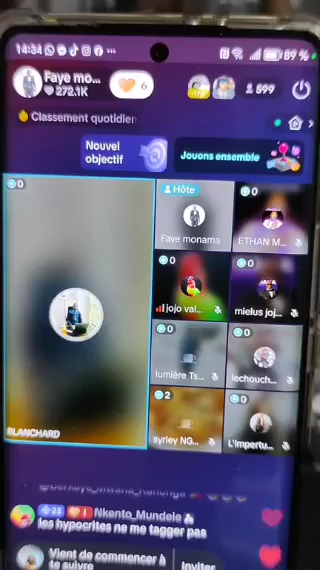 14:34
89 %
Faye mo...
272.1K
6
599
Classement quotidien
Nouvel
objectif
Jouons ensemble
0
Hôte
0
Faye monama
ETHAN M...
0
0
jojo val...
mielus joj...
0
0
lumière Ts...
lechouch...
2
0
BLANCHARD
syrley NG...
L'impertu...
28
1
Nkento_Mundele
les hypocrites ne me tagger pas
Vient de commencer à
te suivre
Inviter